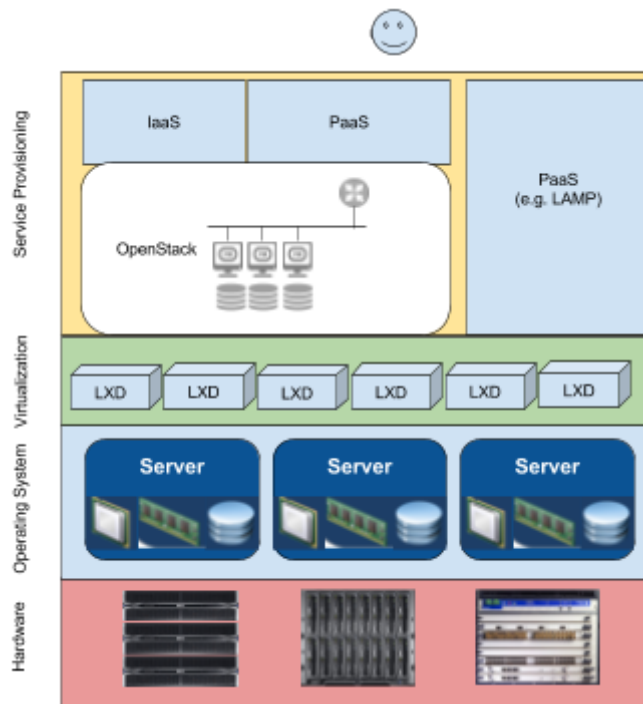 Service Provisioning
IaaS
PaaS
PaaS
(e.g. LAMP)
OpenStack
Virtualization
LXD
LXD
LXD
LXD
LXD
LXD
Operating System
Server
Server
Server
Hardware